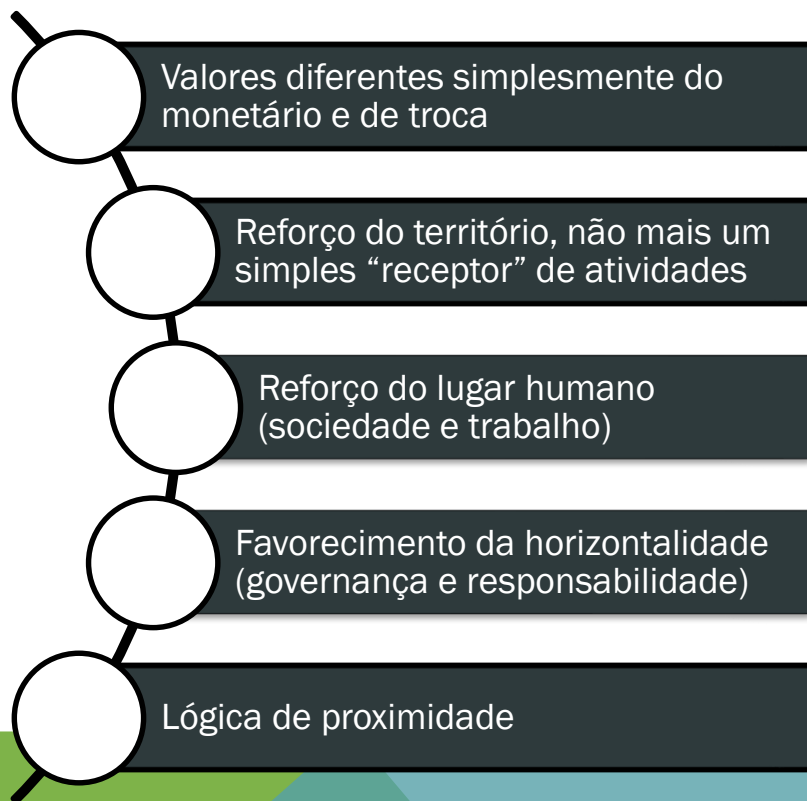 Valores diferentes simplesmente do
monetário e de troca
Reforço do território, não mais um
simples “receptor” de atividades
Reforço do lugar humano
(sociedade e trabalho)
Favorecimento da horizontalidade
(governança e responsabilidade)
Lógica de proximidade